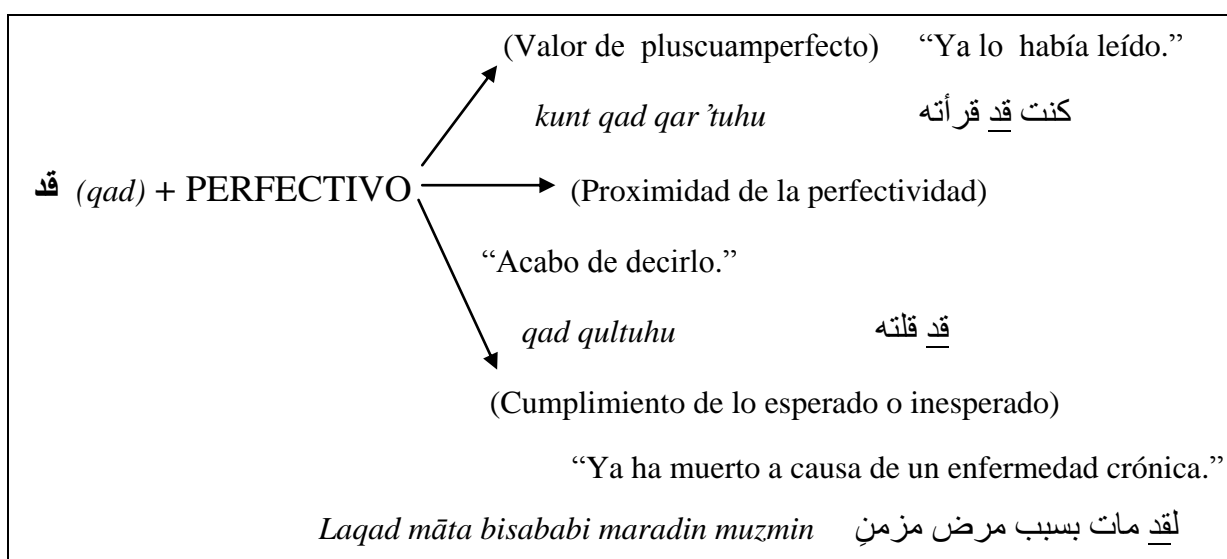 (Valor de pluscuamperfecto) “Ya lo había leído.”
kunt qad qar ’tuhu كنت قد قرأته
قد (qad) + PERFECTIVO (Proximidad de la perfectividad)
“Acabo de decirlo.”
qad qultuhu قد قلته
(Cumplimiento de lo esperado o inesperado)
“Ya ha muerto a causa de un enfermedad crónica.”
Laqad māta bisababi maradin muzmin لقد مات بسبب مرض مزمنِ